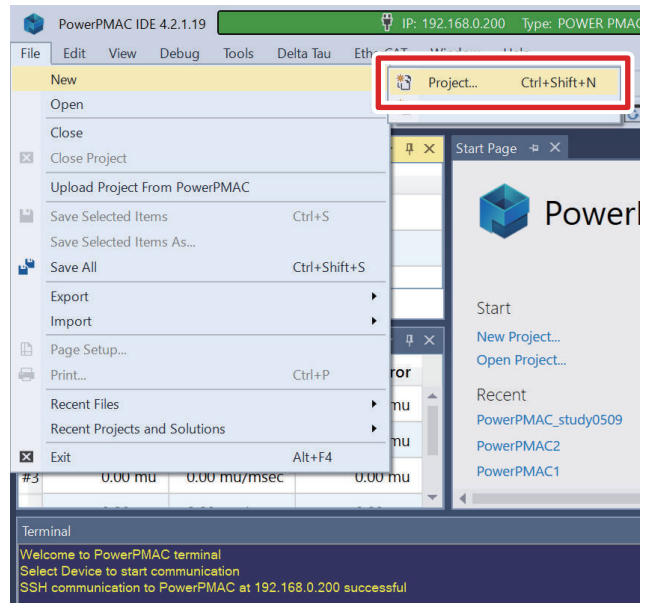 PowerPMAC IDE 4.2.1.19
IP: 192.168.0.200 Type: POWER PMAC
File Edit View Debug Tools Delta Tau
New
Project... Ctrl+Shift+N
Open
Close
Close Project
Start Page
Upload Project From PowerPMAC
Save Selected Items Ctrl+S
Save Selected Items As...
Save All Ctrl+Shift+S
Export
Import
Page Setup...
Print... Ctrl+P
Recent Files
Recent Projects and Solutions
Exit Alt+F4
ror
mu
mu
#3 0.00 mu 0.00 mu/msec 0.00 mu
Power
Start
New Project...
Open Project...
Recent
PowerPMAC_study0509
PowerPMAC2
PowerPMAC1
Terminal
Welcome to PowerPMAC terminal
Select Device to start communication
SSH communication to PowerPMAC at 192.168.0.200 successful